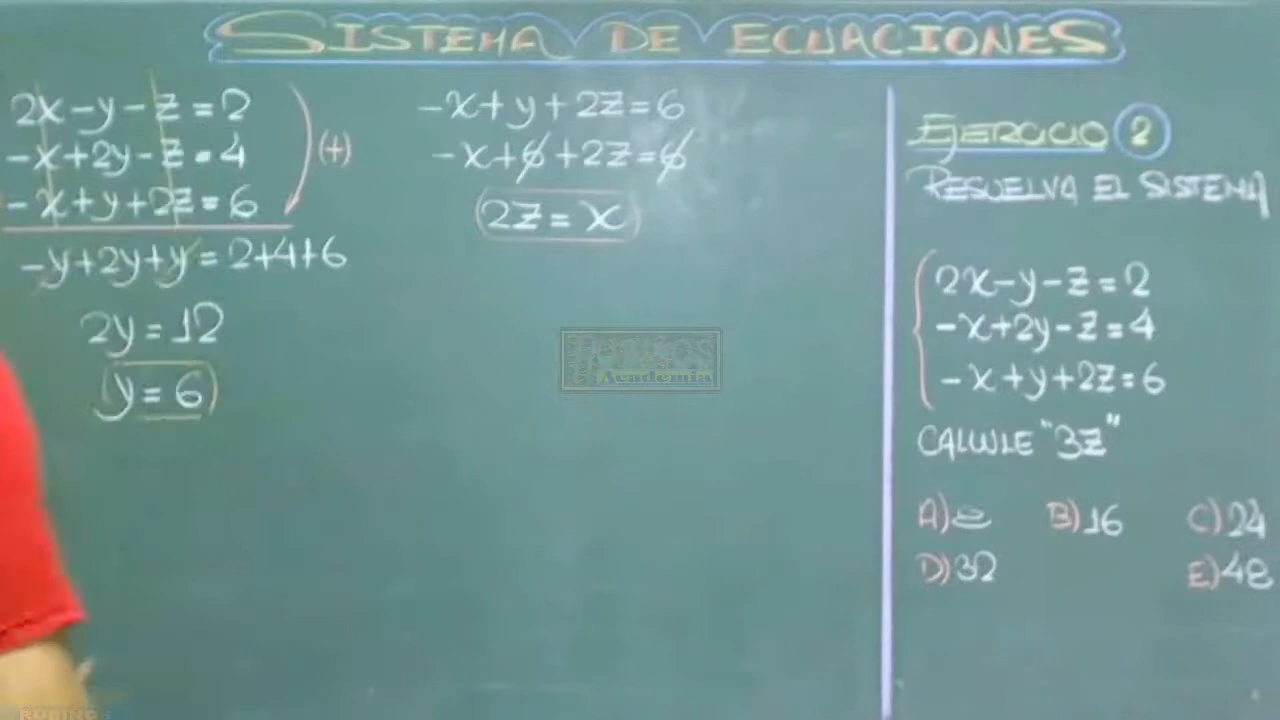 SISTEMA DE ECUACIONES
2x-y-z=2
-x+2y-z=4
-x+y+2z=6
(+)
-y+2y+y=2+4+6
2y=12
y=6
-x+y+2z=6
-x+6+2z=6
2z=x
EJERCICIO 2
RESUELVA EL SISTEMA
2x-y-z=2
-x+2y-z=4
-x+y+2z=6
CALCULE "3z"
A) 8 B) 16 C) 24
D) 32 E) 48
Academia